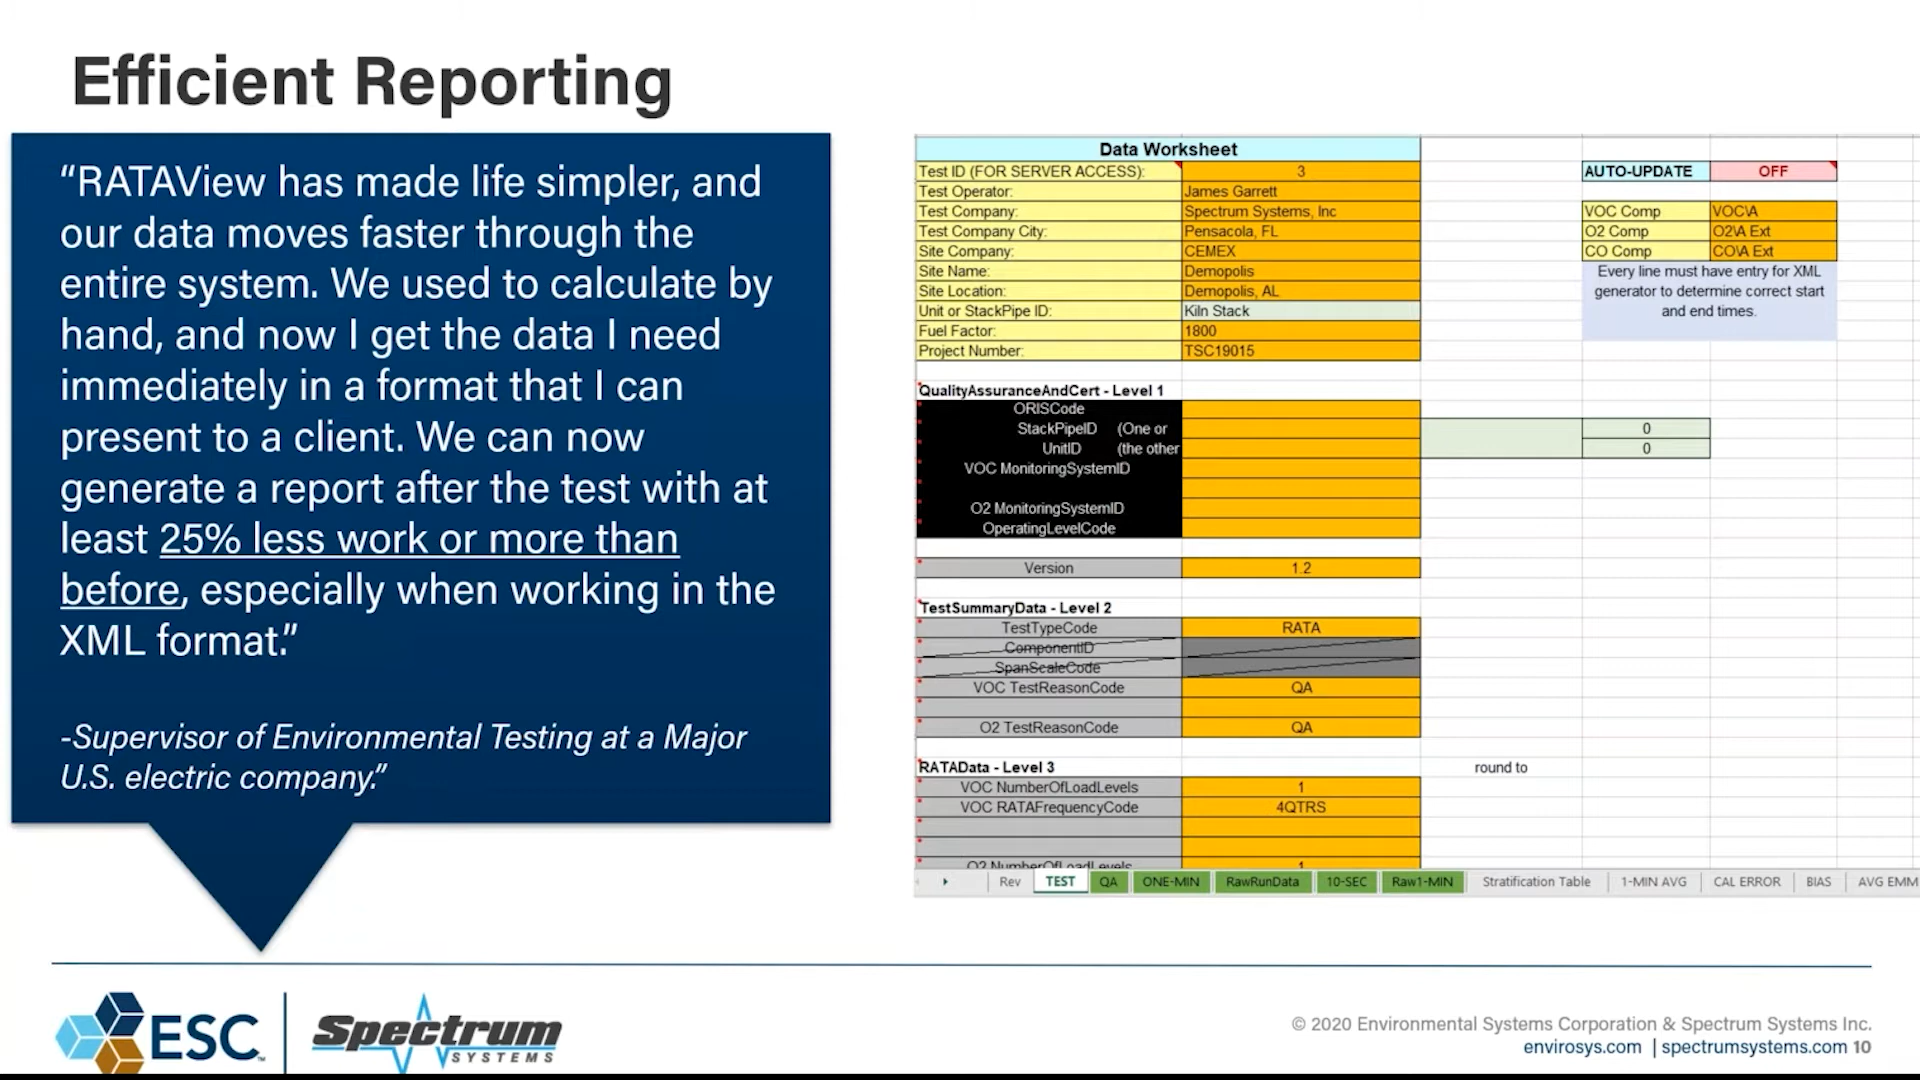 Efficient Reporting
“RATAView has made life simpler, and
our data moves faster through the
entire system. We used to calculate by
hand, and now I get the data I need
immediately in a format that I can
present to a client. We can now
generate a report after the test with at
least 25% less work or more than
before, especially when working in the
XML format.”
-Supervisor of Environmental Testing at a Major
U.S. electric company.”
Data Worksheet
Test ID (FOR SERVER ACCESS): 3
Test Operator: James Garrett
Test Company: Spectrum Systems, Inc
Test Company City: Pensacola, FL
Site Company: CEMEX
Site Name: Demopolis
Site Location: Demopolis, AL
Unit or StackPipe ID: Kiln Stack
Fuel Factor: 1800
Project Number: TSC19015
AUTO-UPDATE OFF
VOC Comp VOC\A
O2 Comp O2\A Ext
CO Comp CO\A Ext
Every line must have entry for XML
generator to determine correct start
and end times.
QualityAssuranceAndCert - Level 1
ORISCode
StackPipeID (One or 0
UnitID (the other 0
VOC MonitoringSystemID
O2 MonitoringSystemID
OperatingLevelCode
Version 1.2
TestSummaryData - Level 2
TestTypeCode RATA
ComponentID
SpanScaleCode
VOC TestReasonCode QA
O2 TestReasonCode QA
RATAData - Level 3 round to
VOC NumberOfLoadLevels 1
VOC RATAFrequencyCode 4QTRS
O2 NumberOfLoadLevels 1
Rev TEST QA ONE-MIN RawRunData 10-SEC Raw1-MIN Stratification Table 1-MIN AVG CAL ERROR BIAS AVG EMM
ESC™
Spectrum
SYSTEMS
© 2020 Environmental Systems Corporation & Spectrum Systems Inc.
envirosys.com | spectrumsystems.com 10